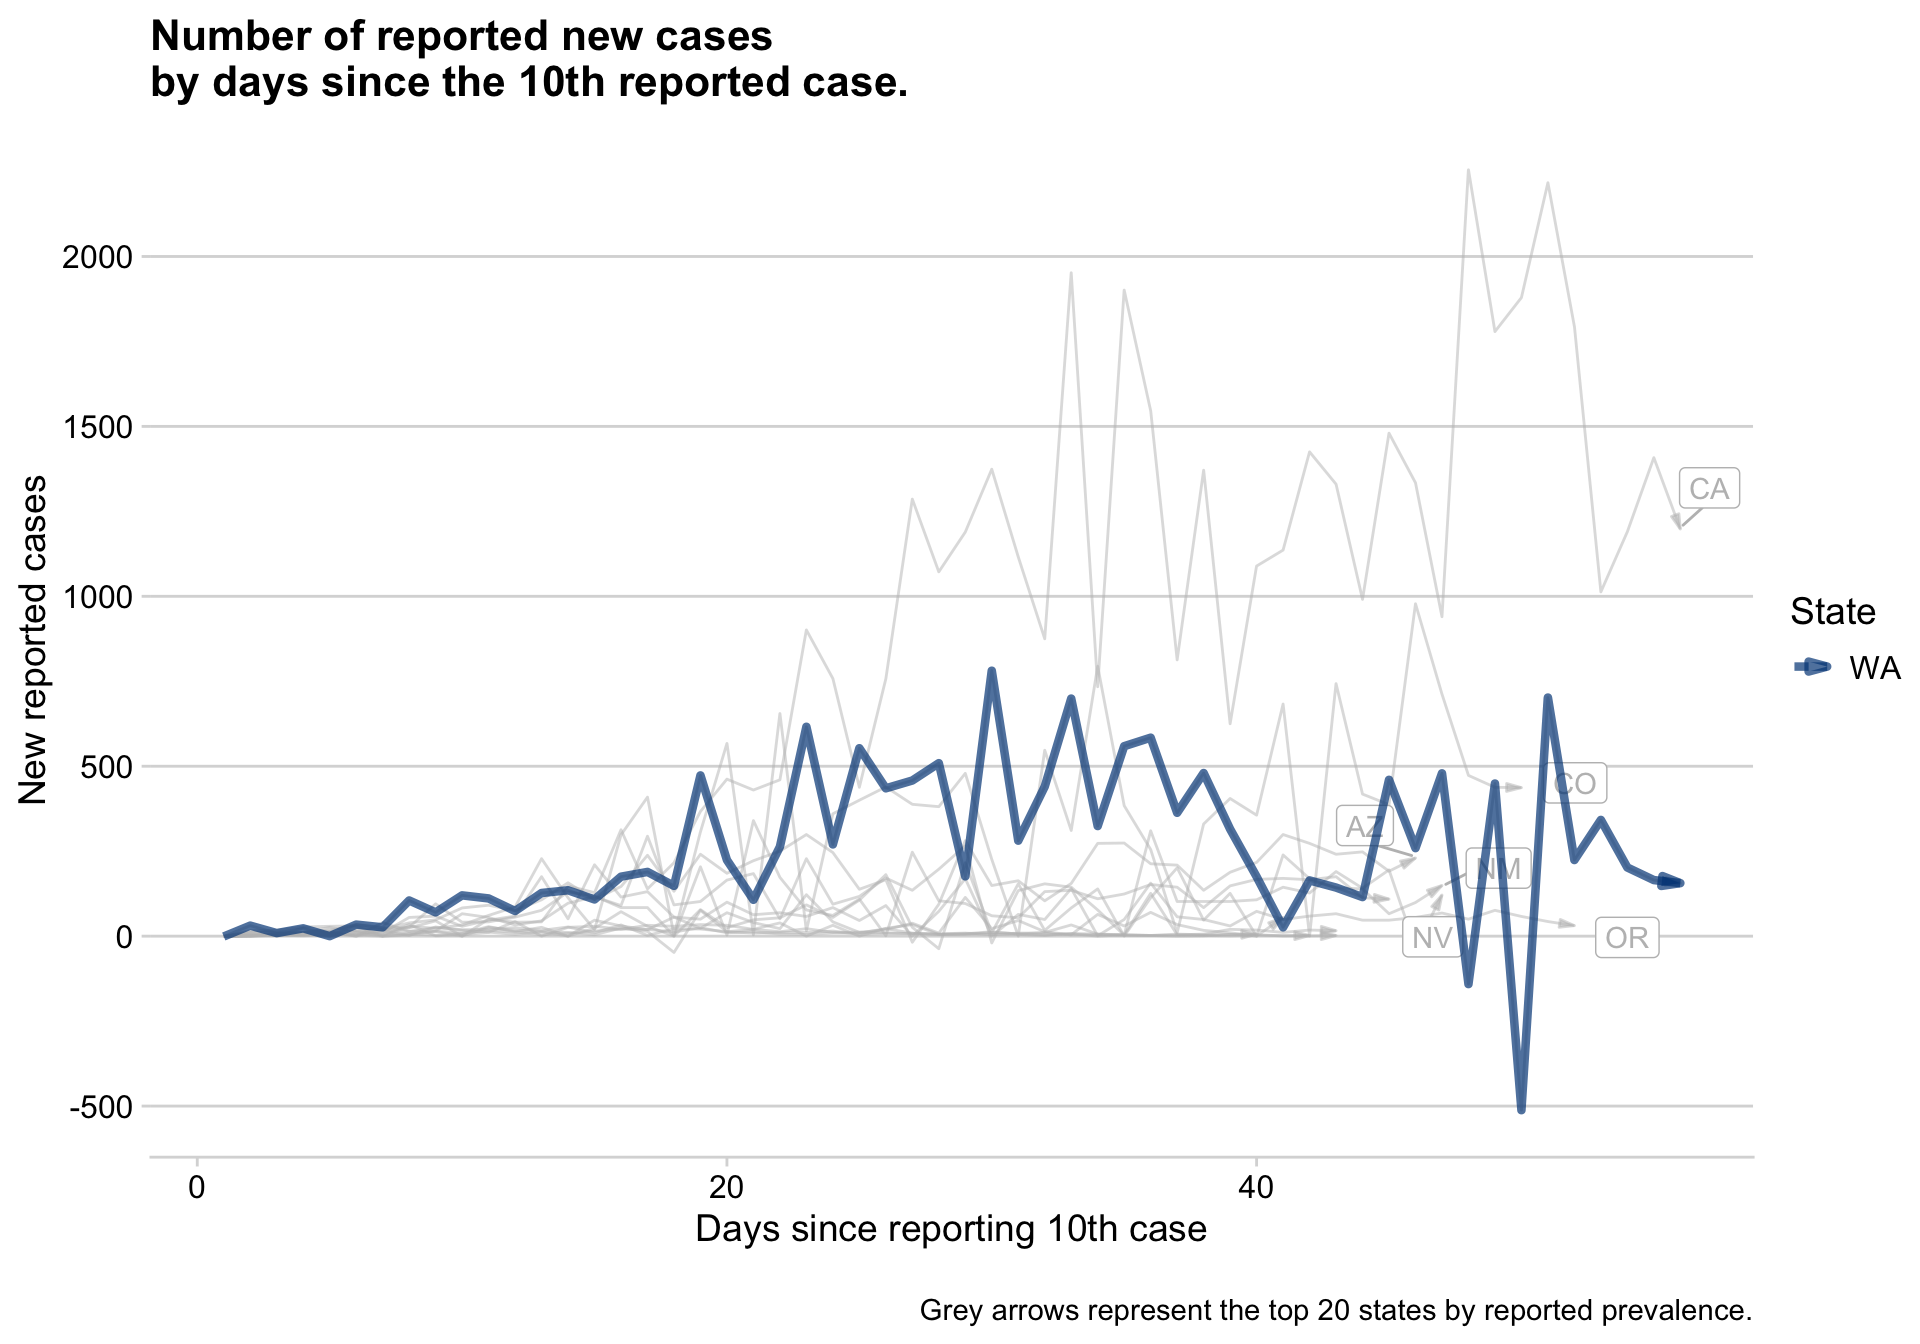 Number of reported new cases
by days since the 10th reported case.
New reported cases
2000
1500
1000
500
0
-500
CA
CO
AZ
NM
NV
OR
State
WA
0
20
40
Days since reporting 10th case
Grey arrows represent the top 20 states by reported prevalence.